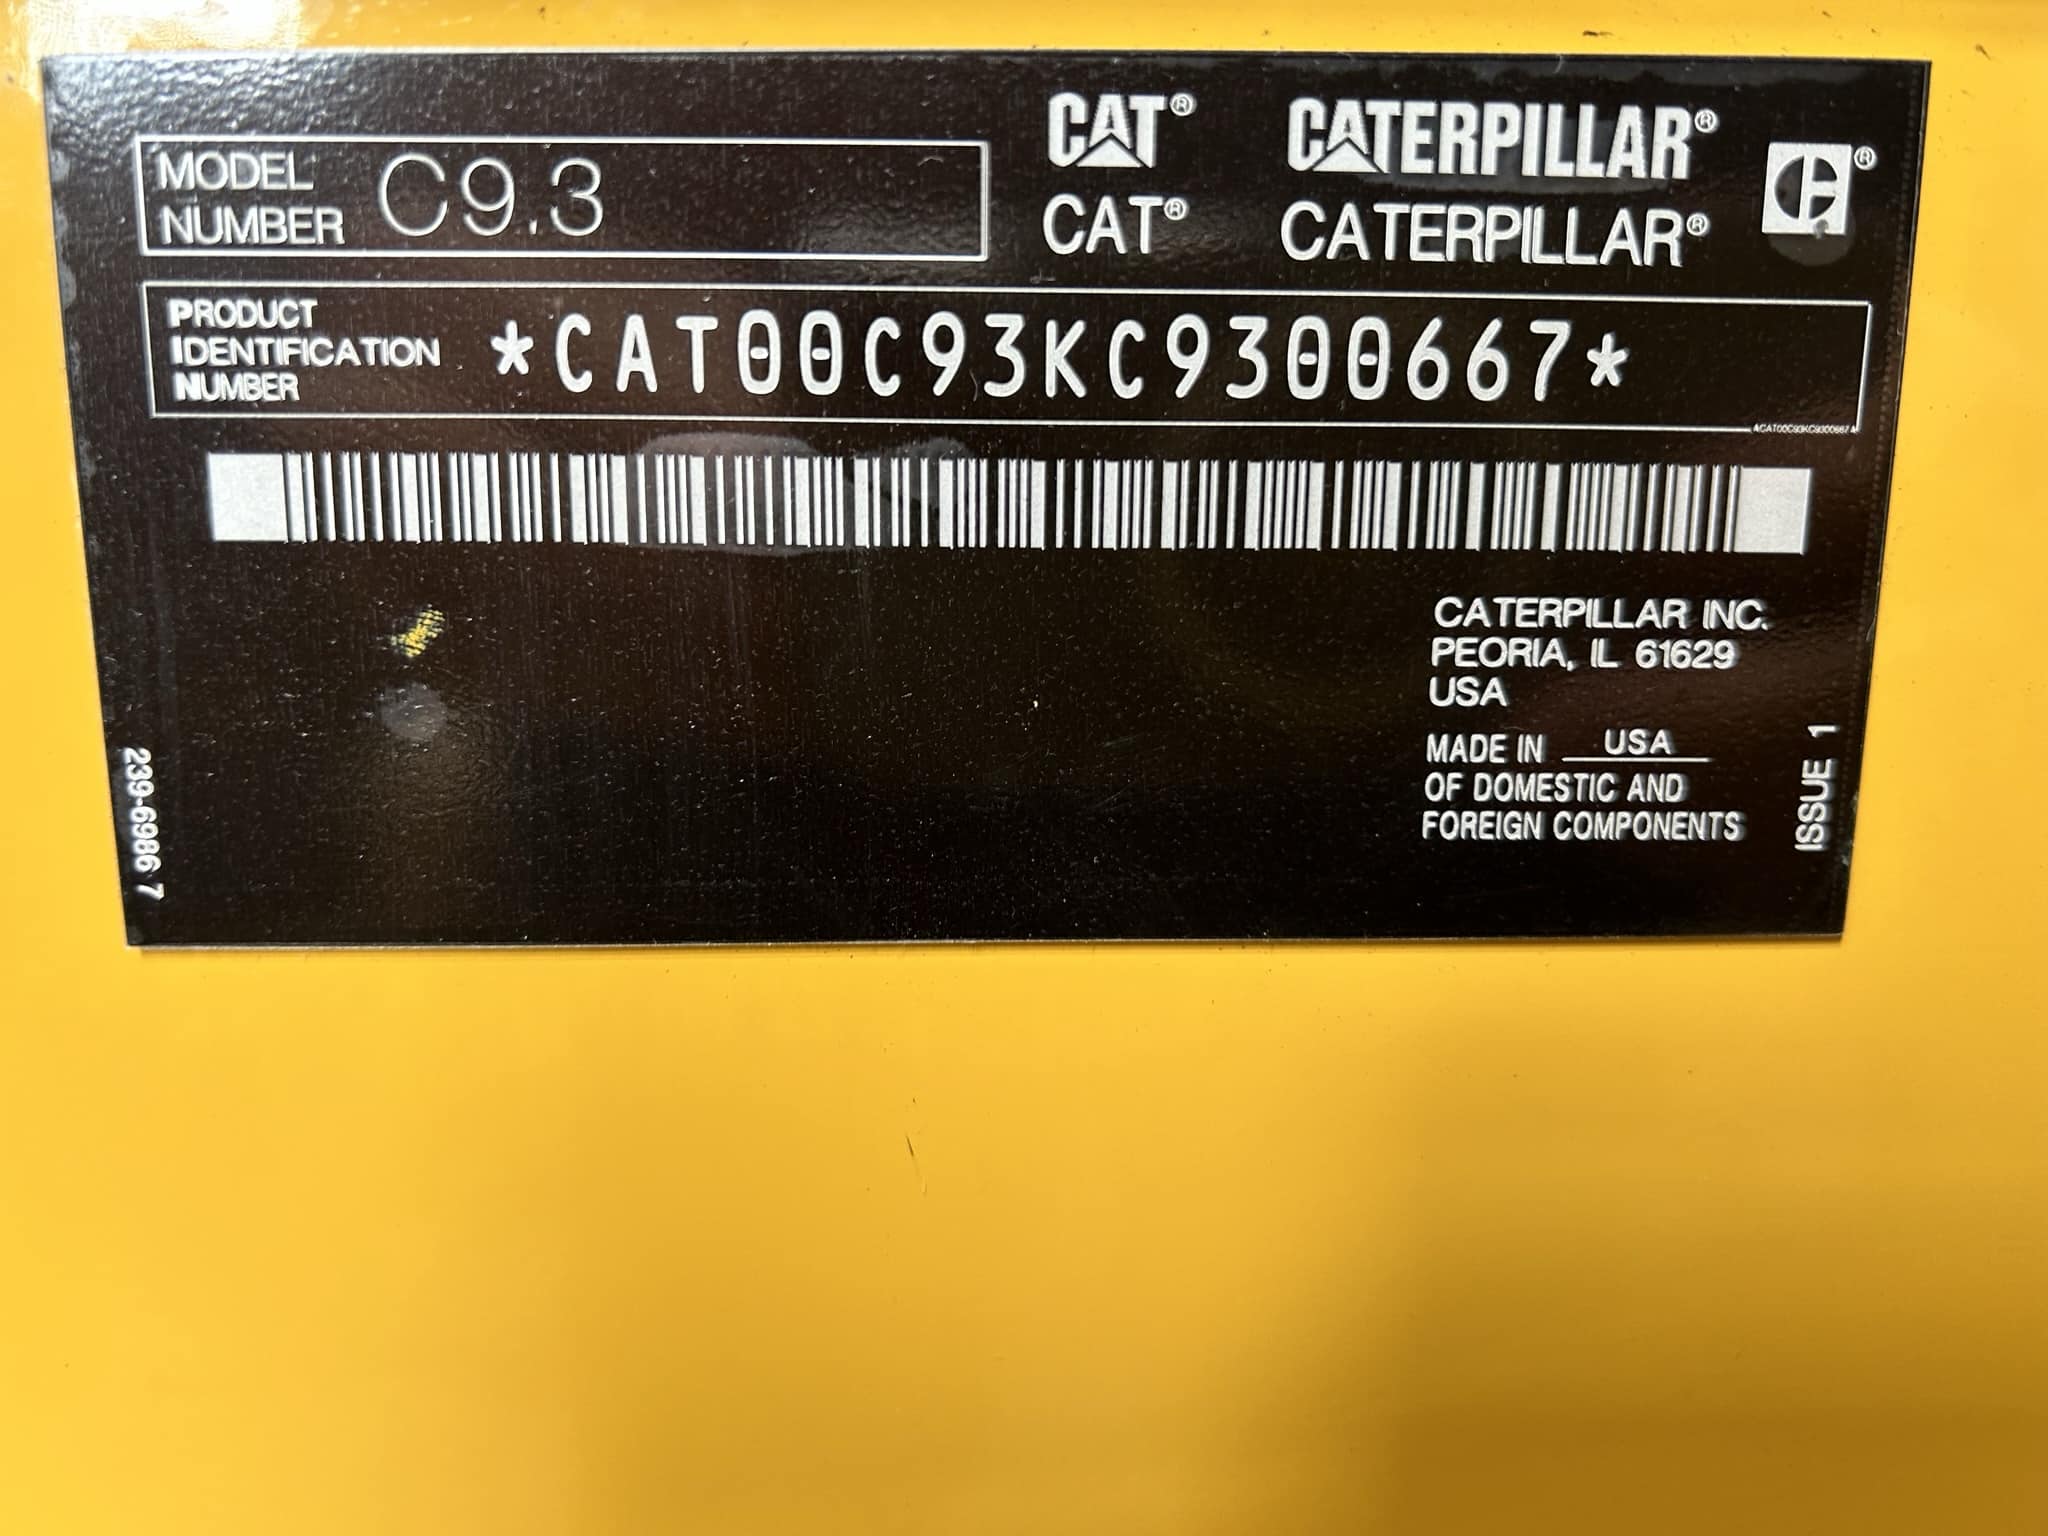 MODEL NUMBER C9.3
CAT® CATERPILLAR®
CAT® CATERPILLAR® ®
PRODUCT IDENTIFICATION NUMBER *CAT00C93KC9300667*
ACAT00C93KC9300667A
CATERPILLAR INC.
PEORIA, IL 61629
USA
MADE IN USA
OF DOMESTIC AND
FOREIGN COMPONENTS
ISSUE 1
239-6986 7